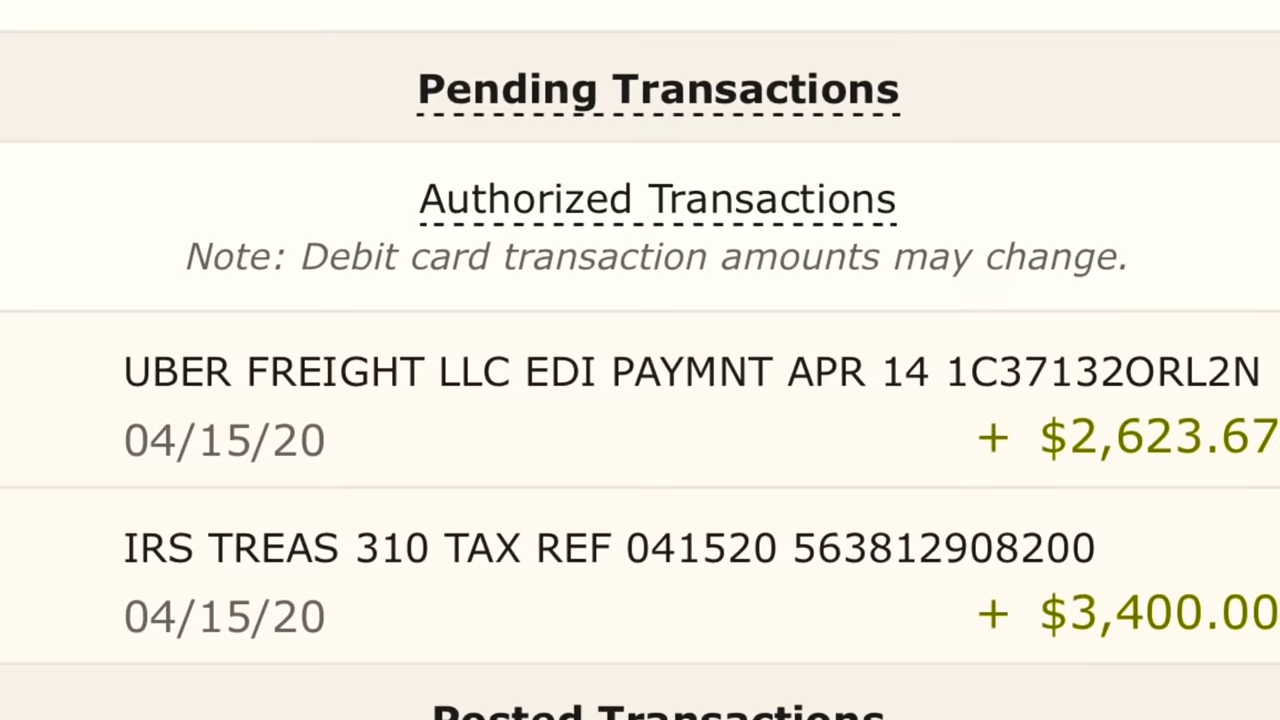 Pending Transactions
Authorized Transactions
Note: Debit card transaction amounts may change.
UBER FREIGHT LLC EDI PAYMNT APR 14 1C37132ORL2N
04/15/20 + $2,623.67
IRS TREAS 310 TAX REF 041520 563812908200
04/15/20 + $3,400.00
Posted Transactions